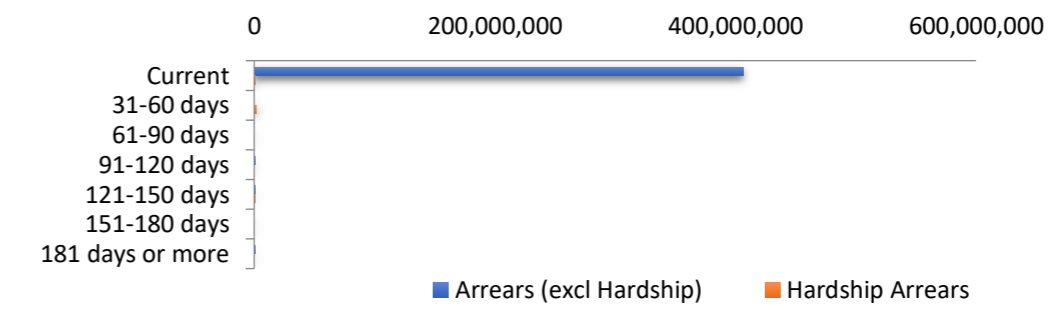 0 200,000,000 400,000,000 600,000,000
Current
31-60 days
61-90 days
91-120 days
121-150 days
151-180 days
181 days or more
Arrears (excl Hardship) Hardship Arrears